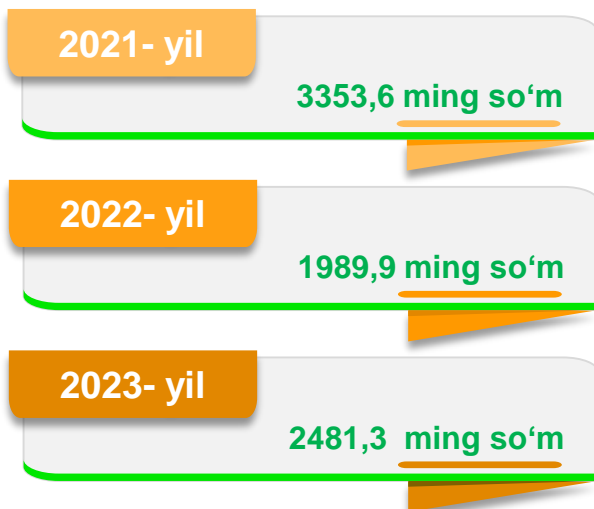 2021- yil
3353,6 ming so‘m
2022- yil
1989,9 ming so‘m
2023- yil
2481,3 ming so‘m